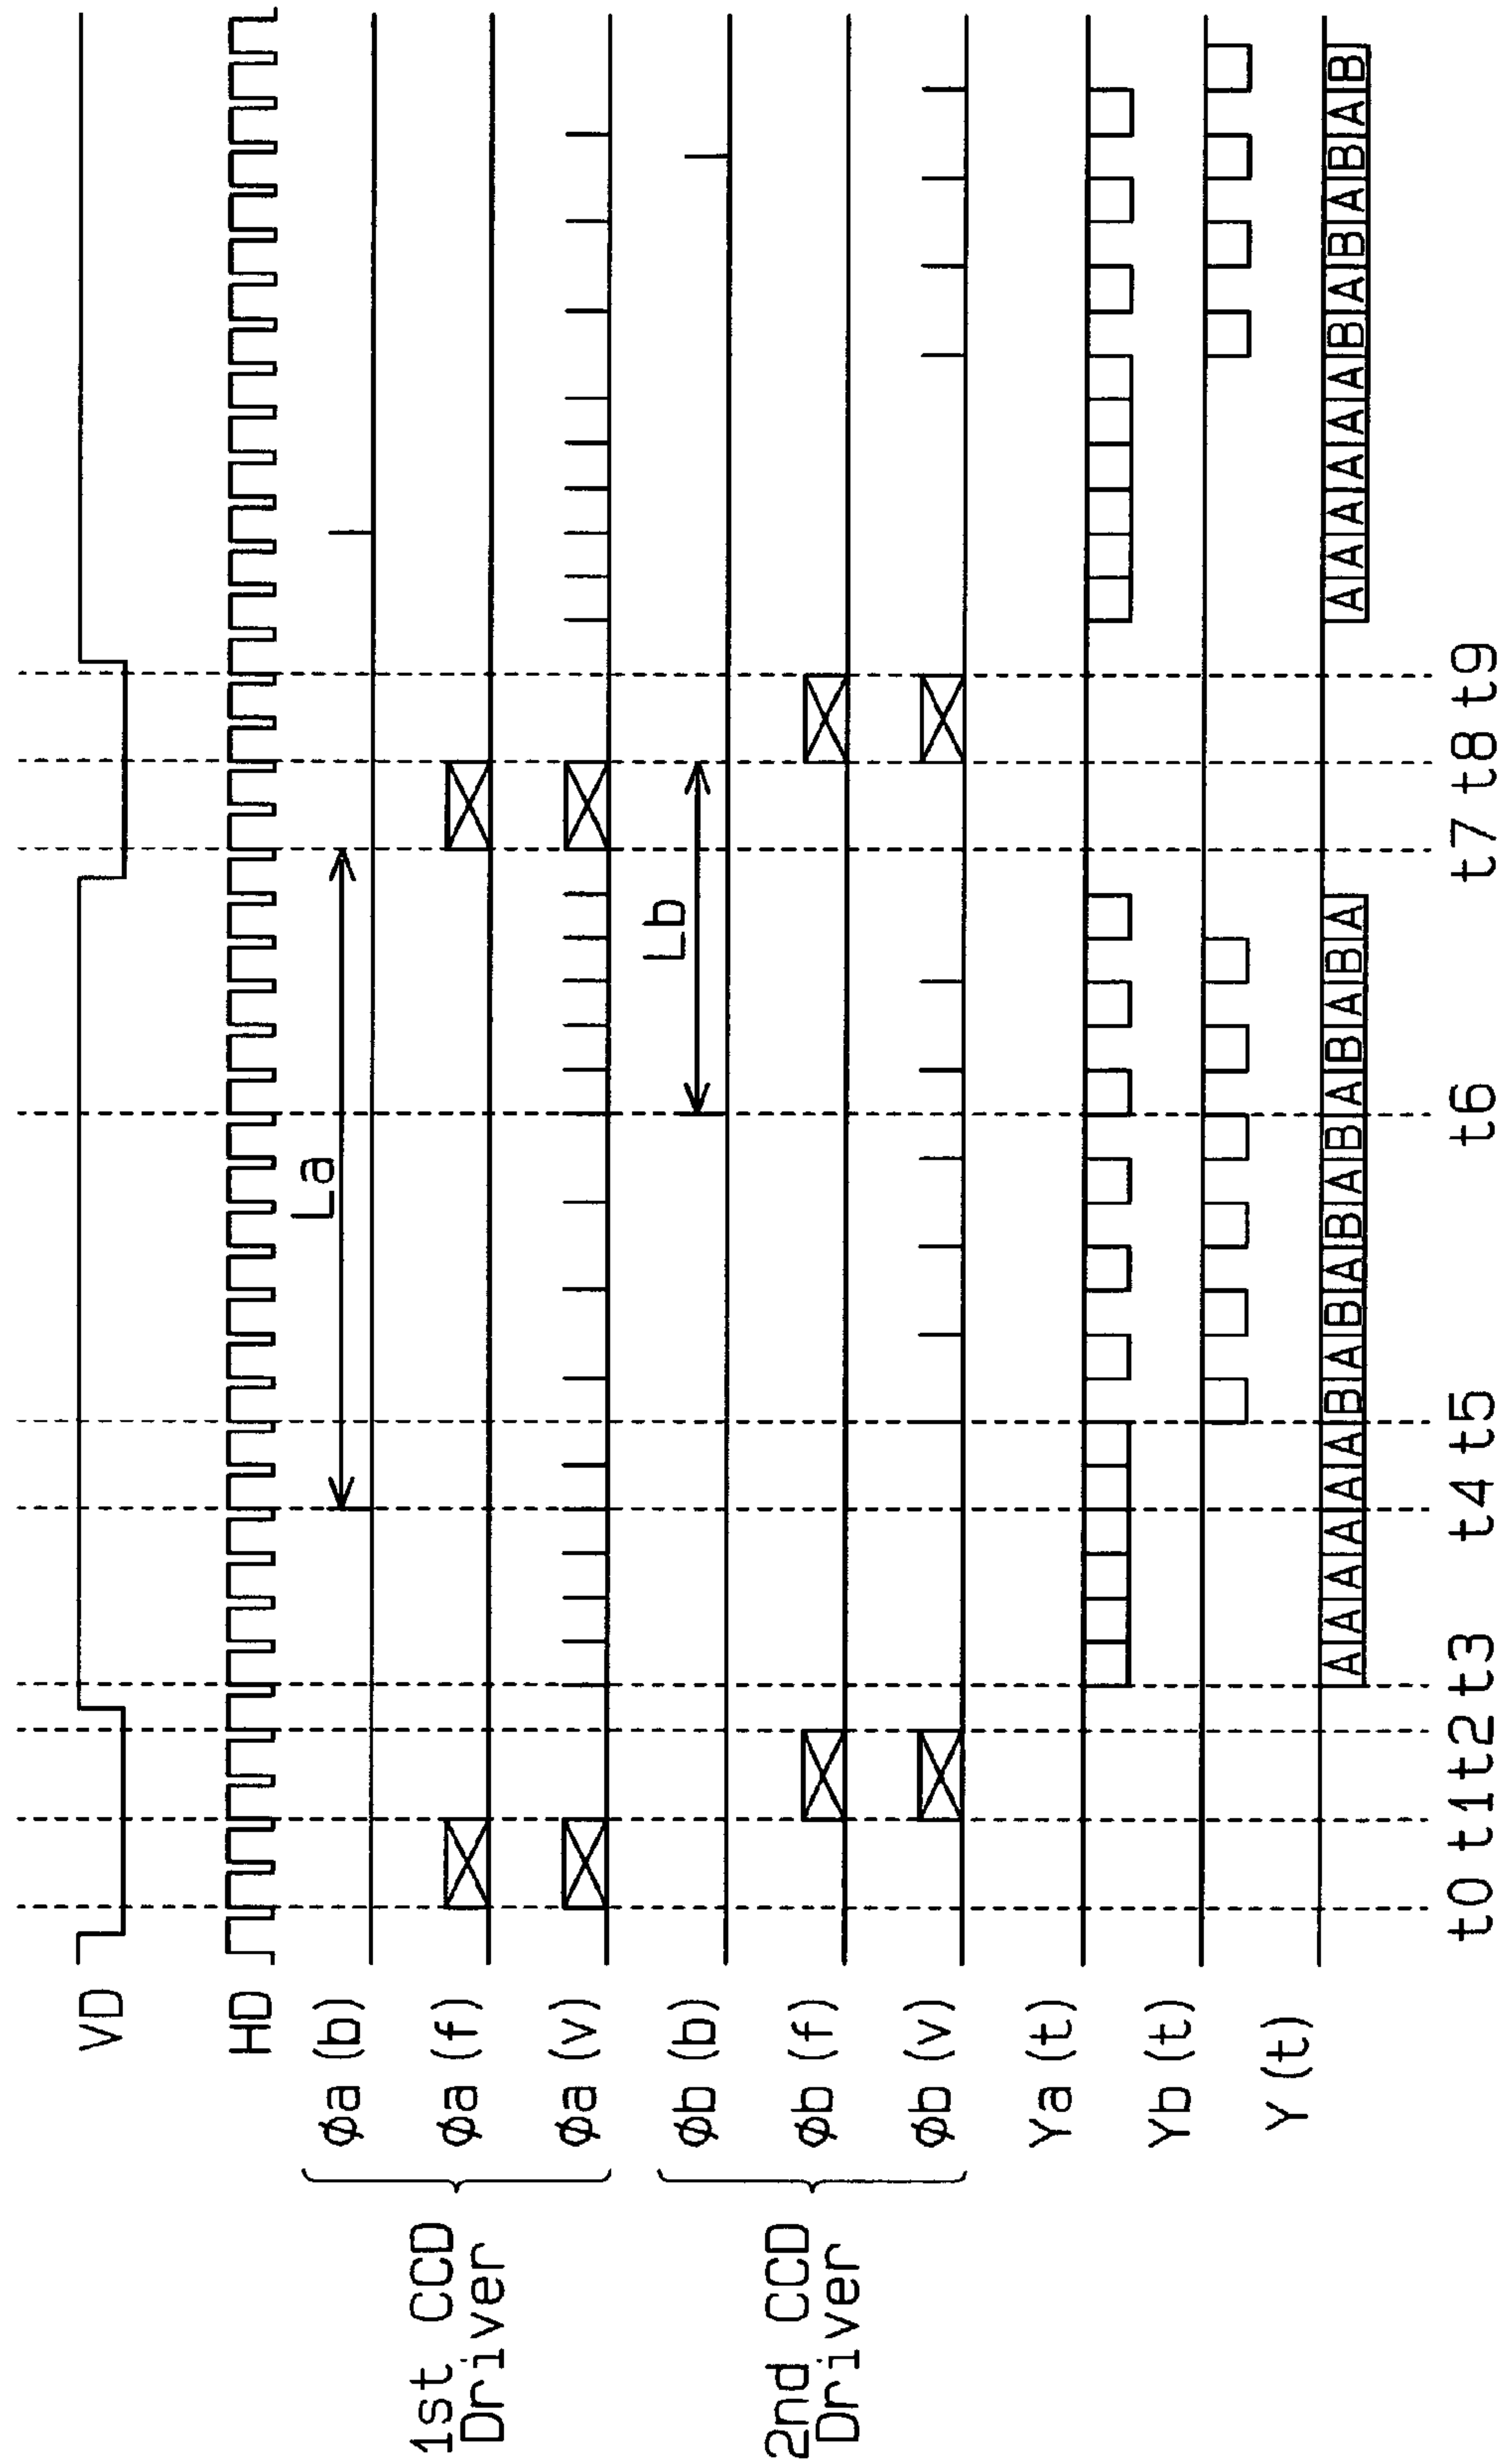 VD
HD
1st CCD
Driver
φa (b)
φa (f)
φa (v)
2nd CCD
Driver
φb (b)
φb (f)
φb (v)
Ya (t)
Yb (t)
Y (t)
La
Lb
A A A A A A B A B A B A B A B A B A
A A A A A A B A B A B A B
t0 t1 t2 t3 t4 t5 t6 t7 t8 t9